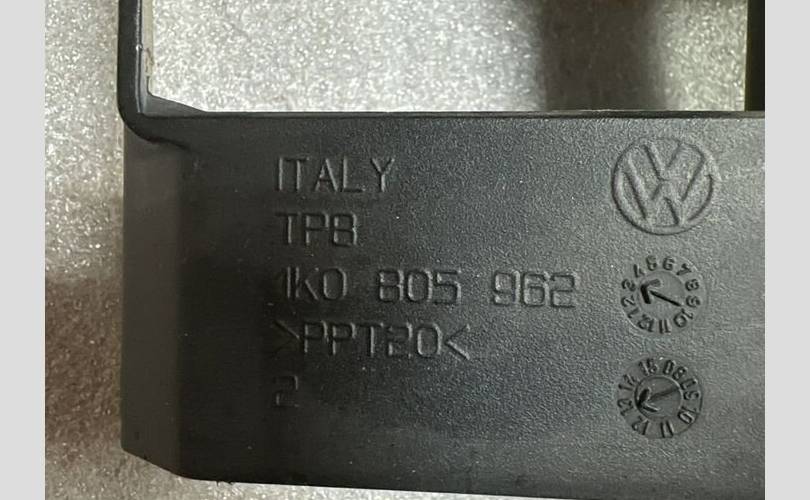 ITALY
TPB
1K0 805 962
>PPT20<
2